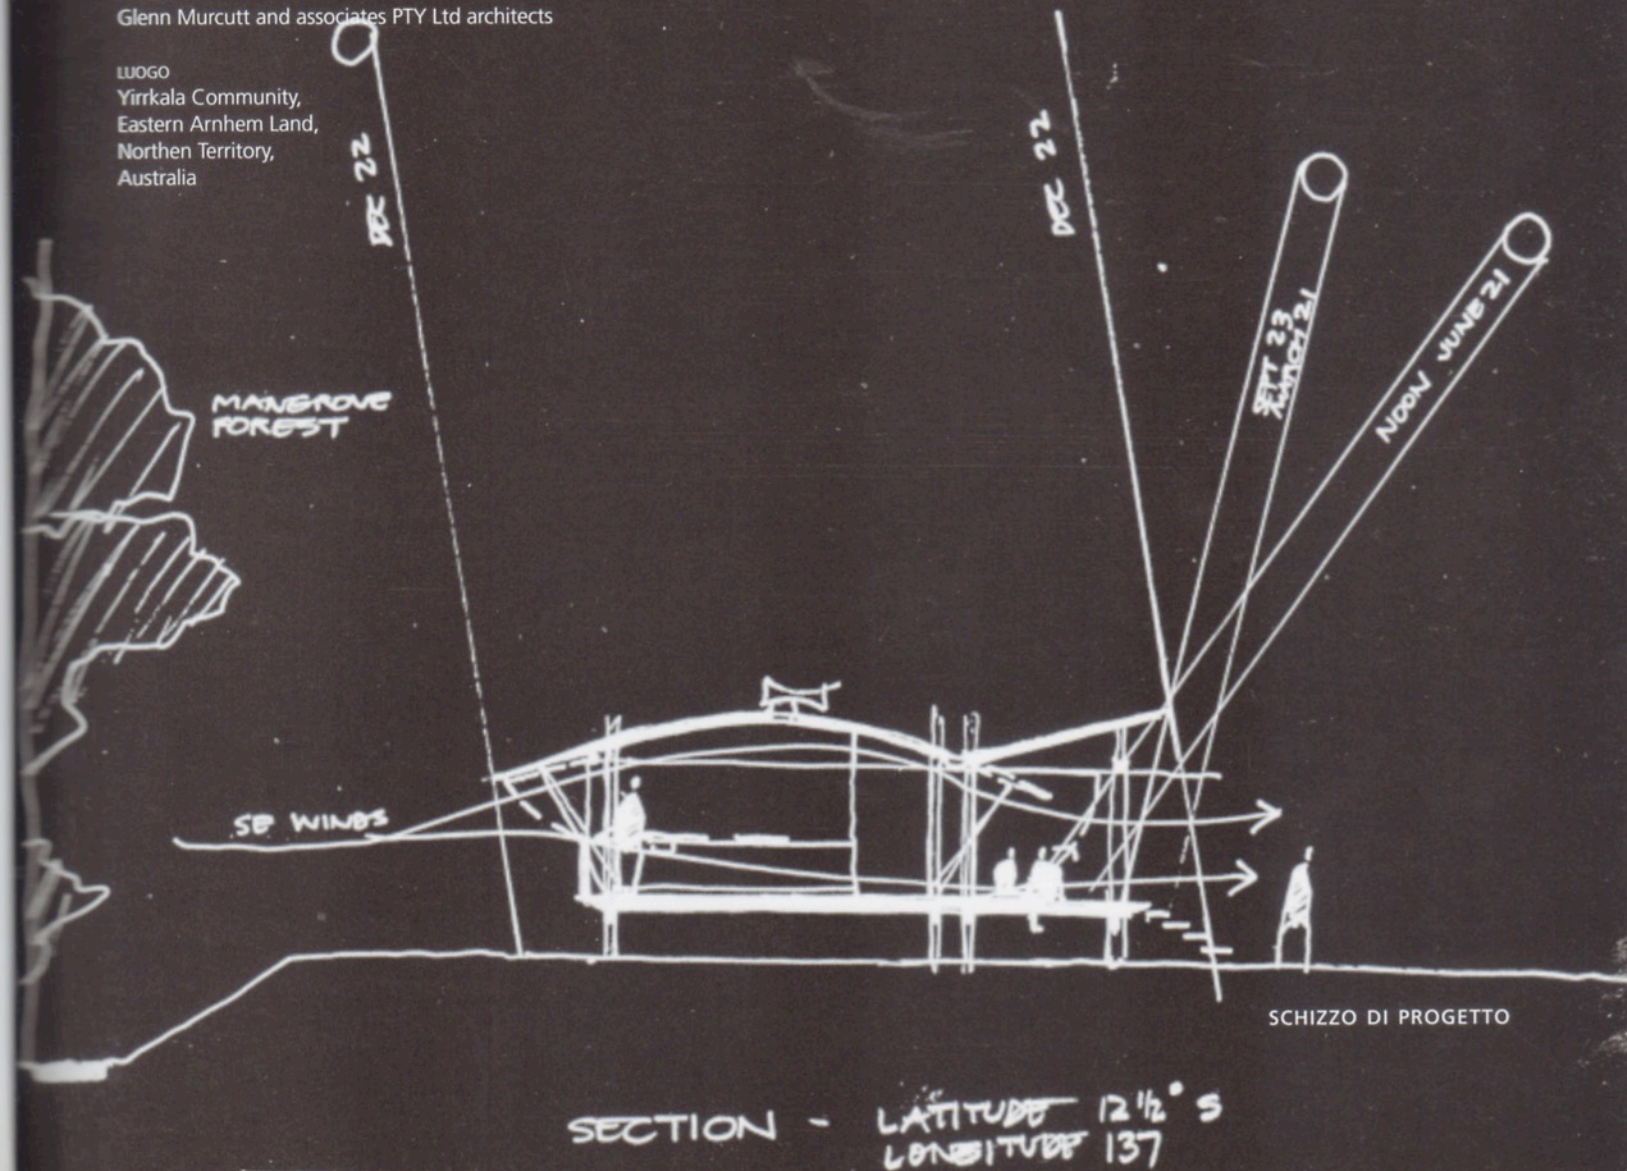 Glenn Murcutt and associates PTY Ltd architects
LUOGO
Yirrkala Community,
Eastern Arnhem Land,
Northen Territory,
Australia
DEC 22
DEC 22
SEPT 23
MARCH 21
NOON JUNE 21
MANGROVE
FOREST
SE WINDS
SCHIZZO DI PROGETTO
SECTION - LATITUDE 12 1/2° S
LONGITUDE 137